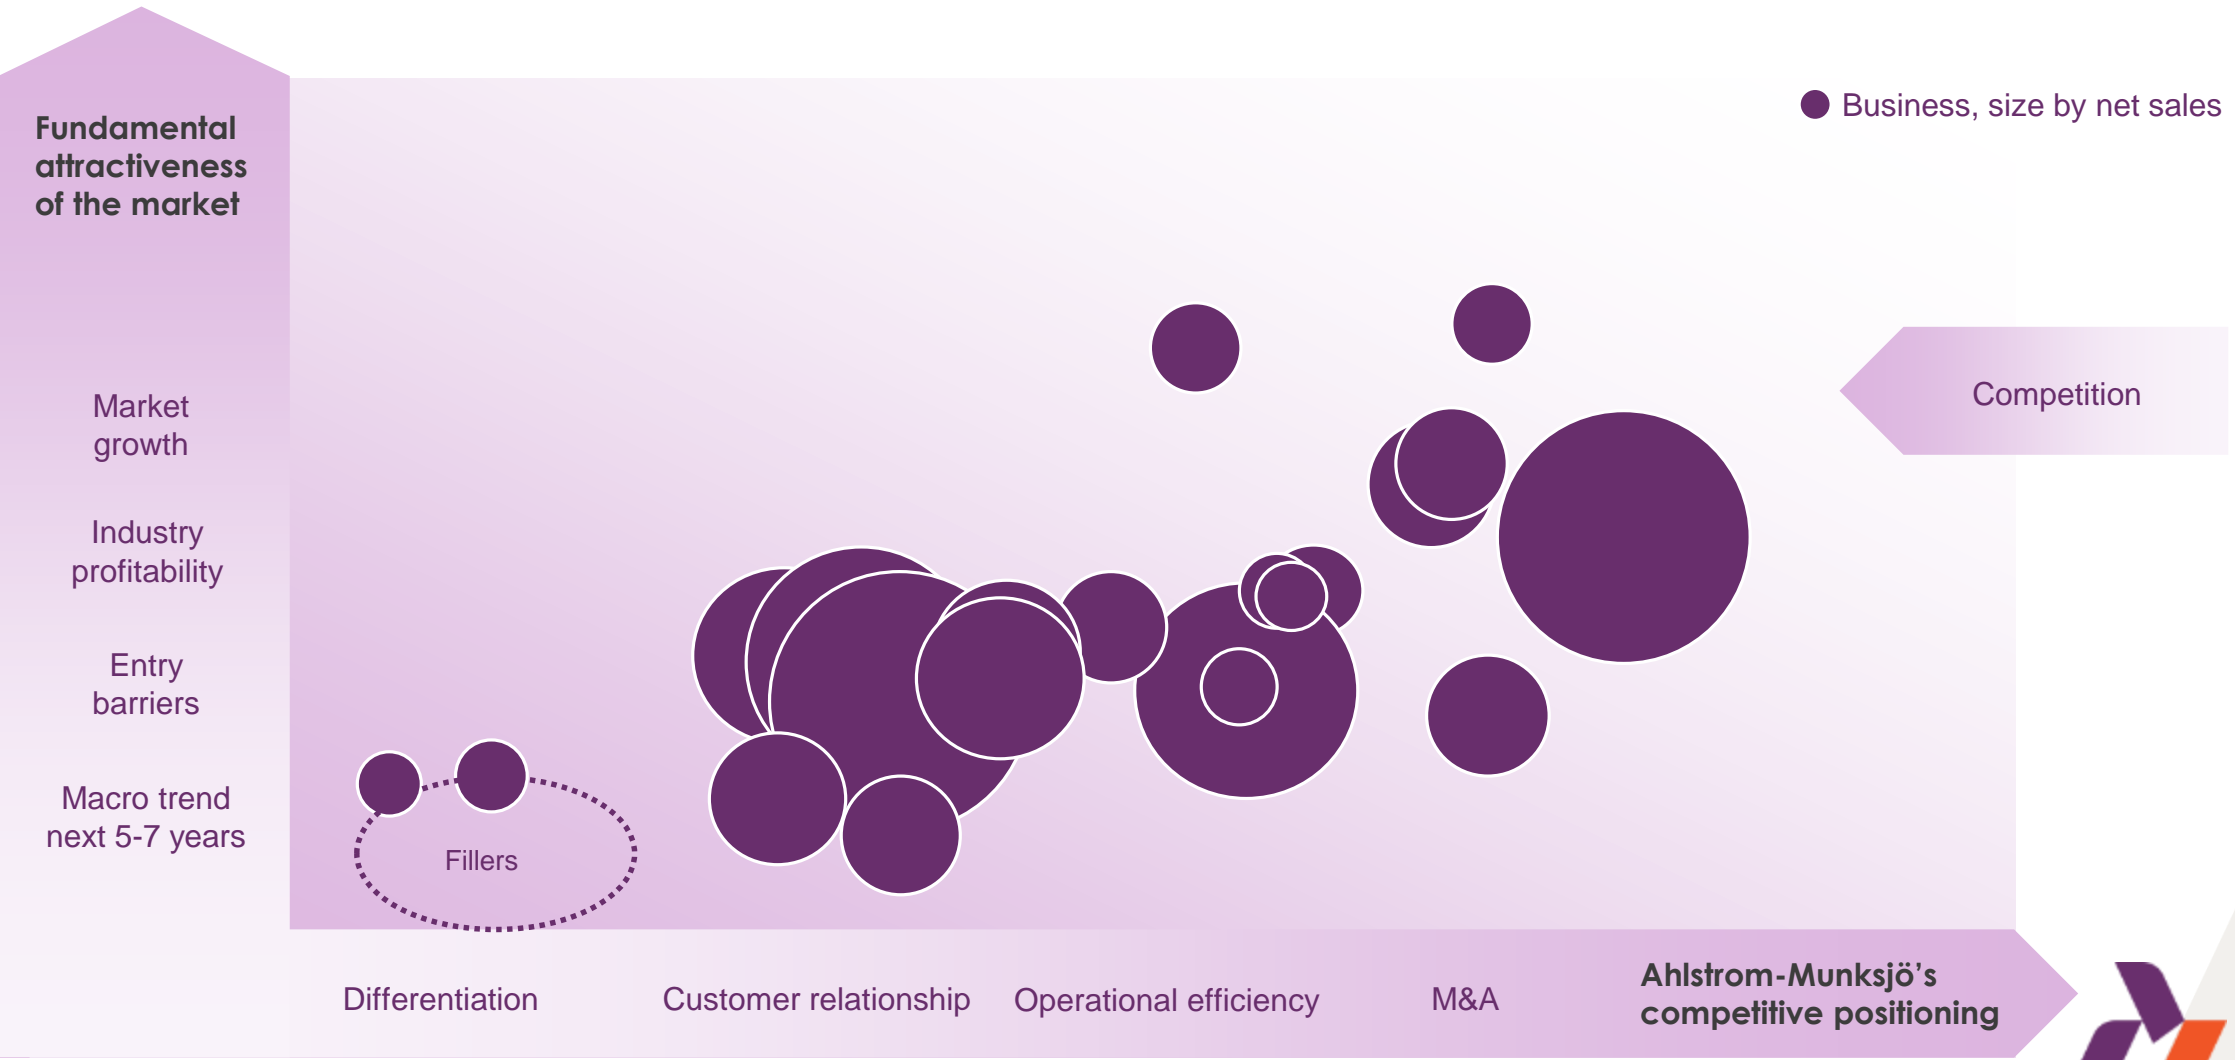 Fundamental
attractiveness
of the market
Business, size by net sales
Market
growth
Competition
Industry
profitability
Entry
barriers
Macro trend
next 5-7 years
Fillers
Differentiation
Customer relationship
Operational efficiency
M&A
Ahlstrom-Munksjö’s
competitive positioning